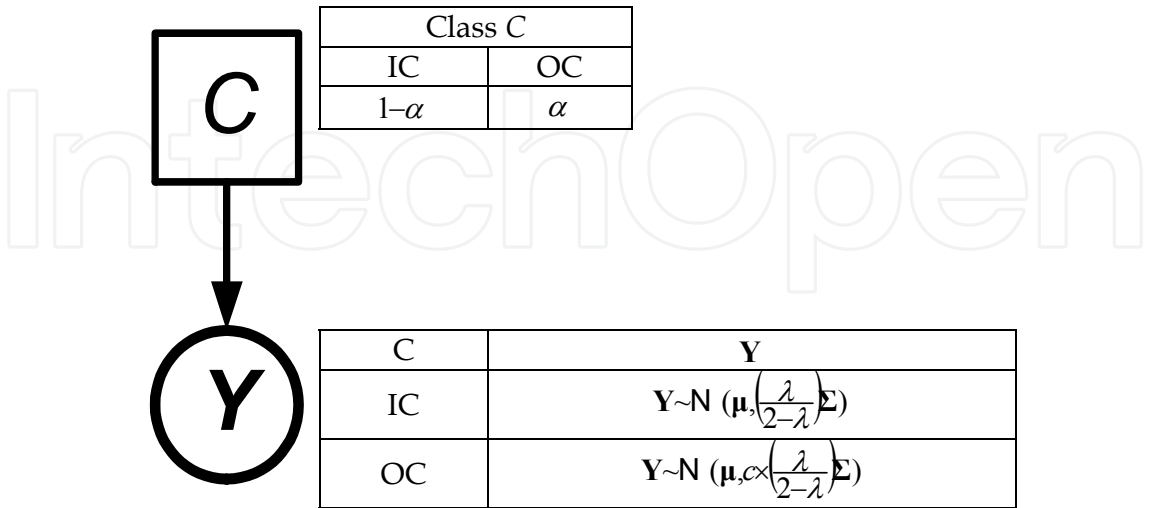 C
Class C
IC OC
1–α α
IntechOpen
Y
C Y
IC Y~N (μ,(λ/2–λ)Σ)
OC Y~N (μ,c×(λ/2–λ)Σ)